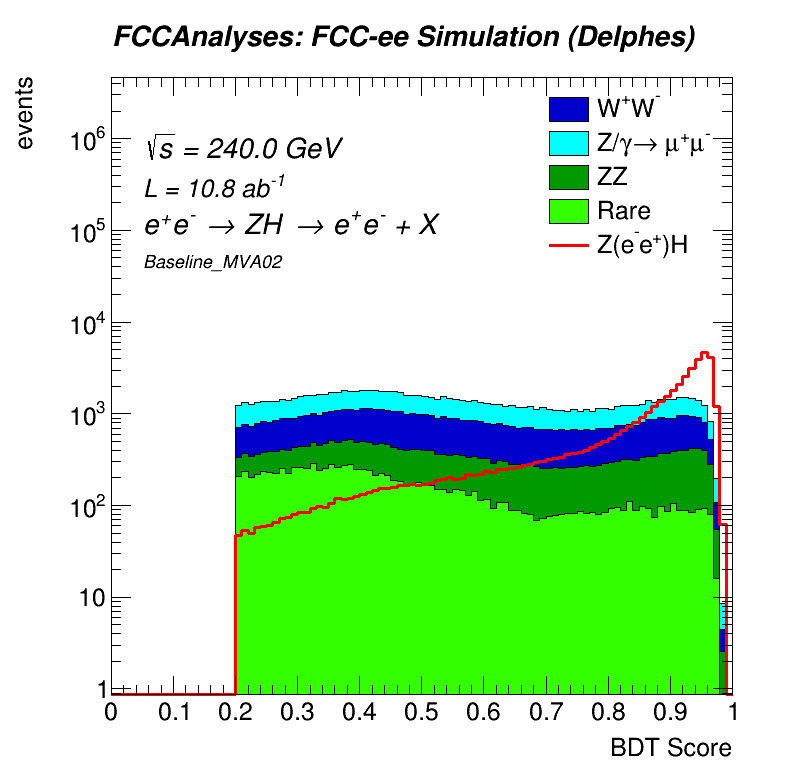 FCCAnalyses: FCC-ee Simulation (Delphes)
events
√s = 240.0 GeV
L = 10.8 ab⁻¹
e⁺e⁻ → ZH → e⁺e⁻ + X
Baseline_MVA02
W⁺W⁻
Z/γ→ μ⁺μ⁻
ZZ
Rare
Z(e⁻e⁺)H
10⁶
10⁵
10⁴
10³
10²
10
1
0 0.1 0.2 0.3 0.4 0.5 0.6 0.7 0.8 0.9 1
BDT Score